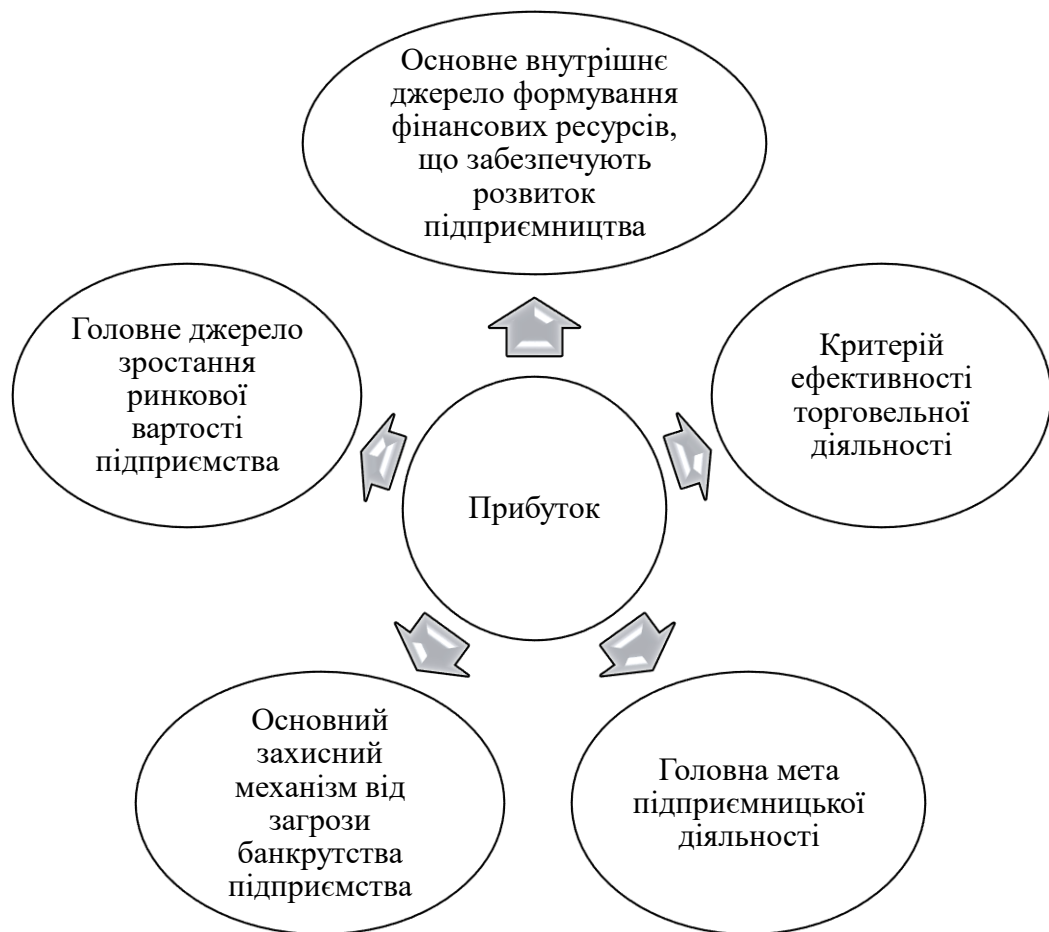 Основне внутрішнє
джерело формування
фінансових ресурсів,
що забезпечують
розвиток
підприємництва
Головне джерело
зростання
ринкової
вартості
підприємства
Критерій
ефективності
торговельної
діяльності
Прибуток
Основний
захисний
механізм від
загрози
банкрутства
підприємства
Головна мета
підприємницької
діяльності